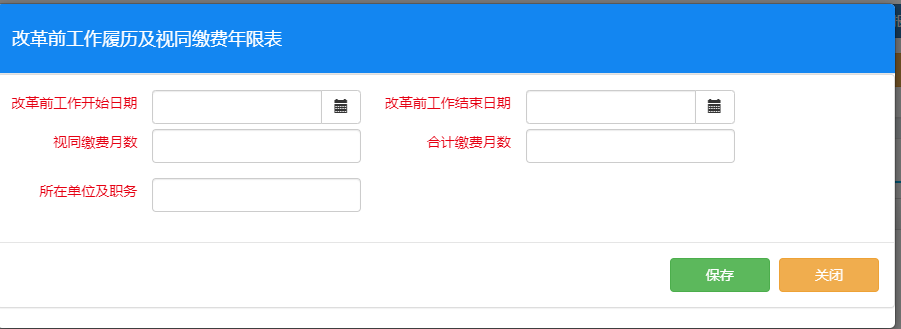 改革前工作履历及视同缴费年限表
改革前工作开始日期 改革前工作结束日期
视同缴费月数 合计缴费月数
所在单位及职务
保存 关闭